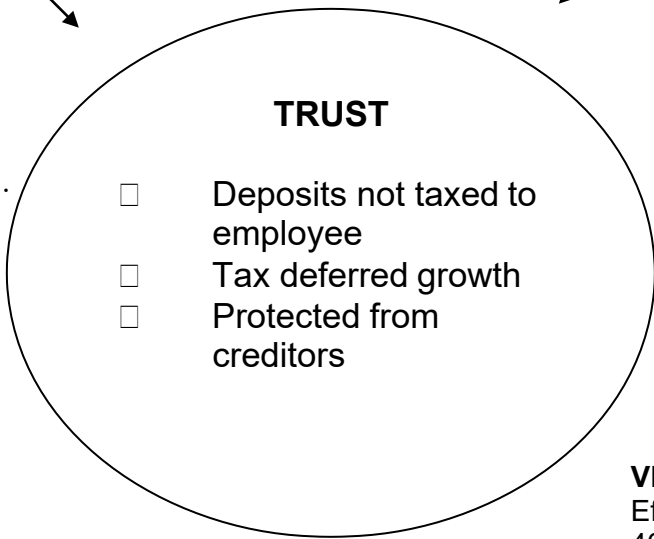 TRUST
□ Deposits not taxed to
employee
□ Tax deferred growth
□ Protected from
creditors